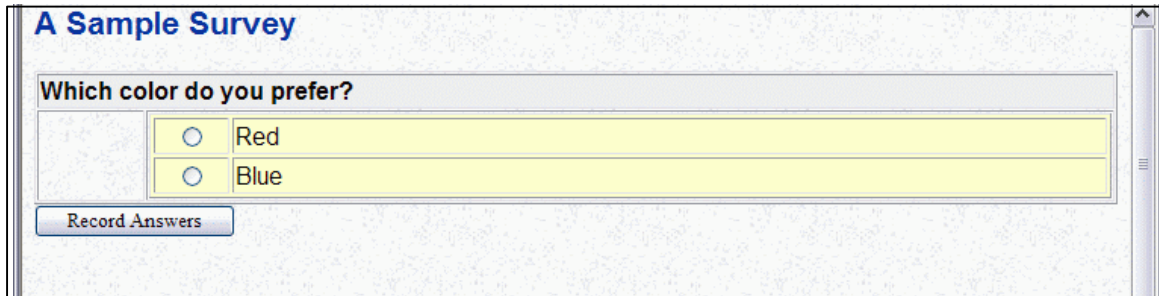 A Sample Survey
Which color do you prefer?
Red
Blue
Record Answers